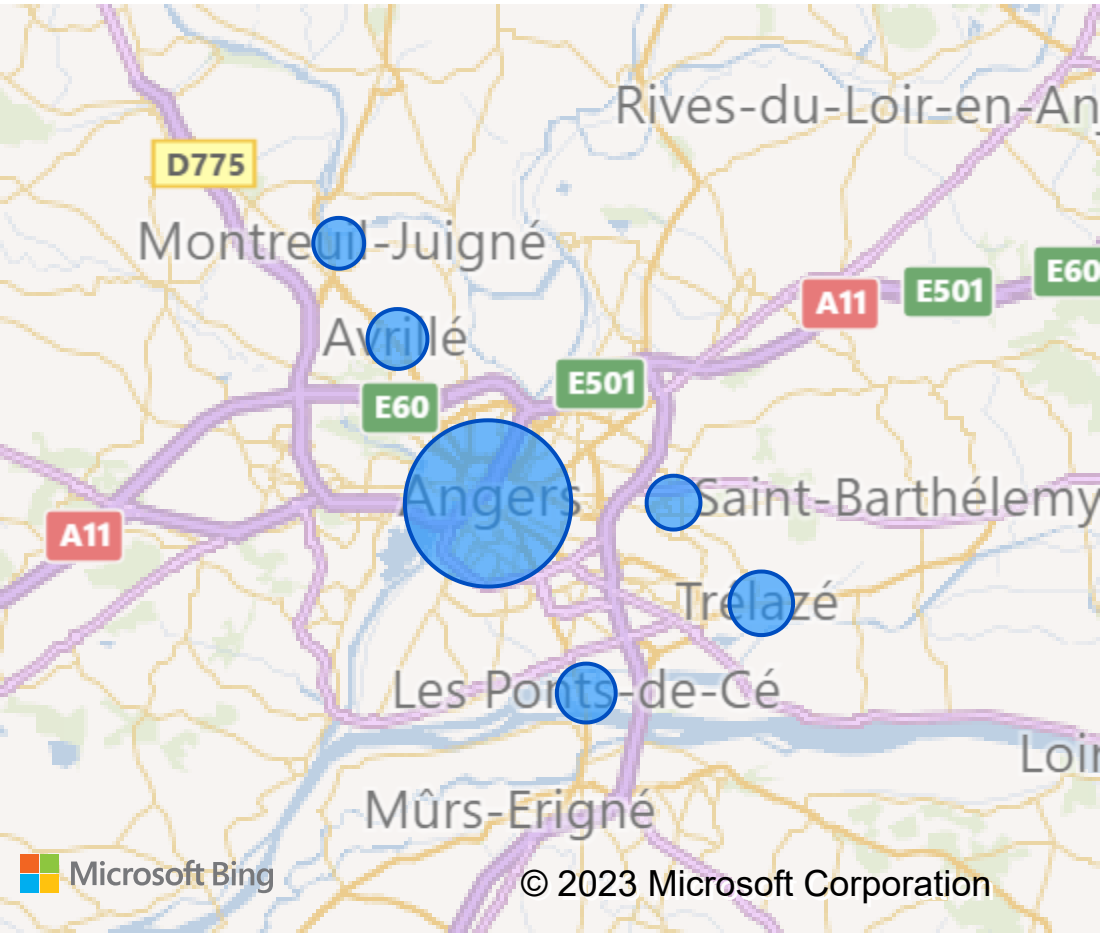 Rives-du-Loir-en-An
D775
Montreuil-Juigné
E60
E501
A11
Avrillé
E501
E60
Angers
Saint-Barthélemy
A11
Trélazé
Les Ponts-de-Cé
Loir
Mûrs-Erigné
Microsoft Bing
© 2023 Microsoft Corporation